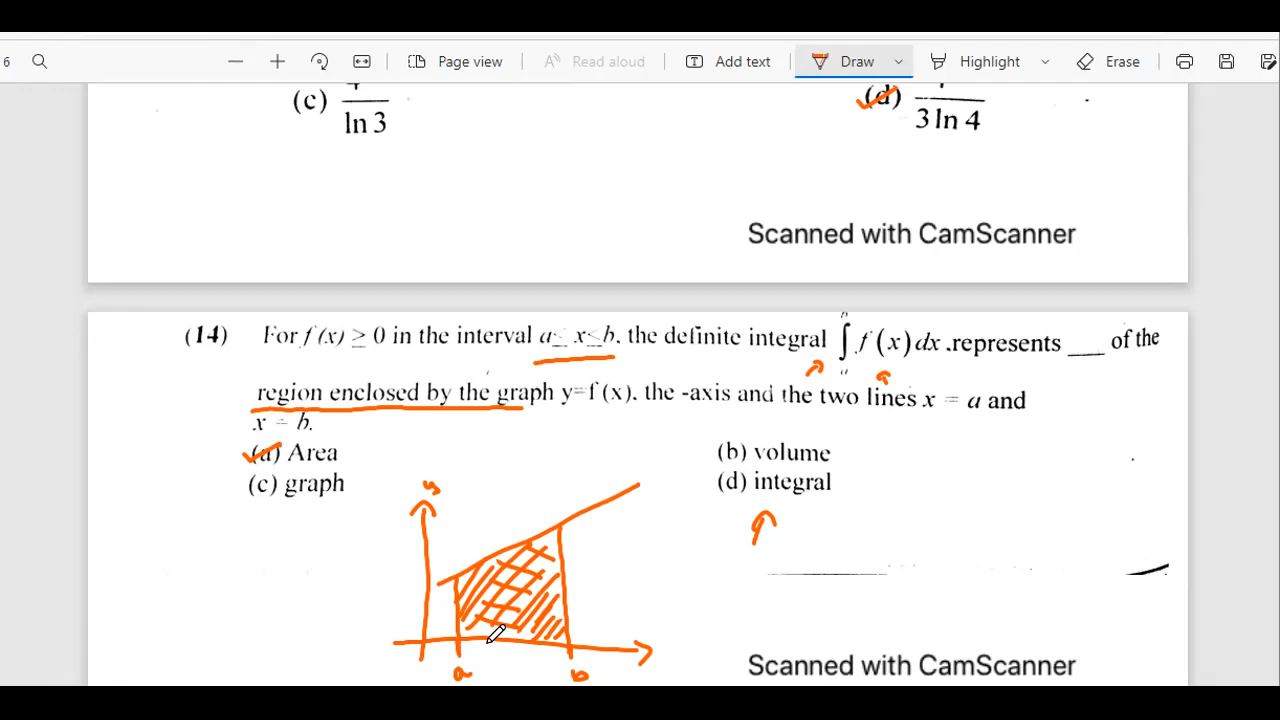 6 Page view Read aloud Add text Draw Highlight Erase
(c) ln 3
(d) 3 ln 4
Scanned with CamScanner
(14) For f (x) ≥ 0 in the interval a ≤ x ≤ b, the definite integral ∫ f (x) dx .represents ___ of the
region enclosed by the graph y=f (x), the -axis and the two lines x = a and
x = b.
(a) Area
(b) volume
(c) graph
(d) integral
y
a b
Scanned with CamScanner